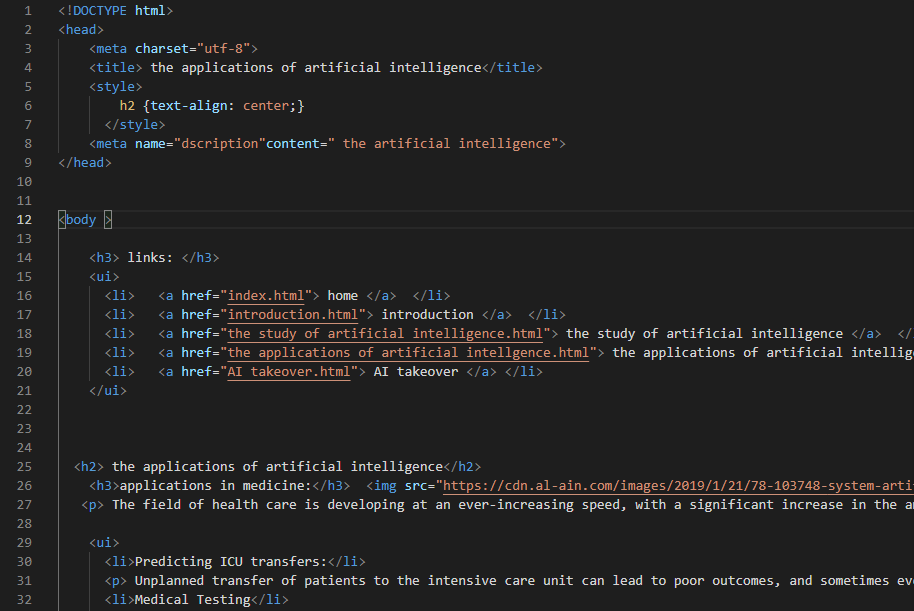 1 <!DOCTYPE html>
2 <head>
3 <meta charset="utf-8">
4 <title> the applications of artificial intelligence</title>
5 <style>
6 h2 {text-align: center;}
7 </style>
8 <meta name="dscription"content=" the artificial intelligence">
9 </head>
10
11
12 <body >
13
14 <h3> links: </h3>
15 <ui>
16 <li> <a href="index.html"> home </a> </li>
17 <li> <a href="introduction.html"> introduction </a> </li>
18 <li> <a href="the study of artificial intelligence.html"> the study of artificial intelligence </a> </
19 <li> <a href="the applications of artificial intellgence.html"> the applications of artificial intellig
20 <li> <a href="AI takeover.html"> AI takeover </a> </li>
21 </ui>
22
23
24
25 <h2> the applications of artificial intelligence</h2>
26 <h3>applications in medicine:</h3> <img src="https://cdn.al-ain.com/images/2019/1/21/78-103748-system-arti
27 <p> The field of health care is developing at an ever-increasing speed, with a significant increase in the a
28
29 <ui>
30 <li>Predicting ICU transfers:</li>
31 <p> Unplanned transfer of patients to the intensive care unit can lead to poor outcomes, and sometimes ev
32 <li>Medical Testing</li>